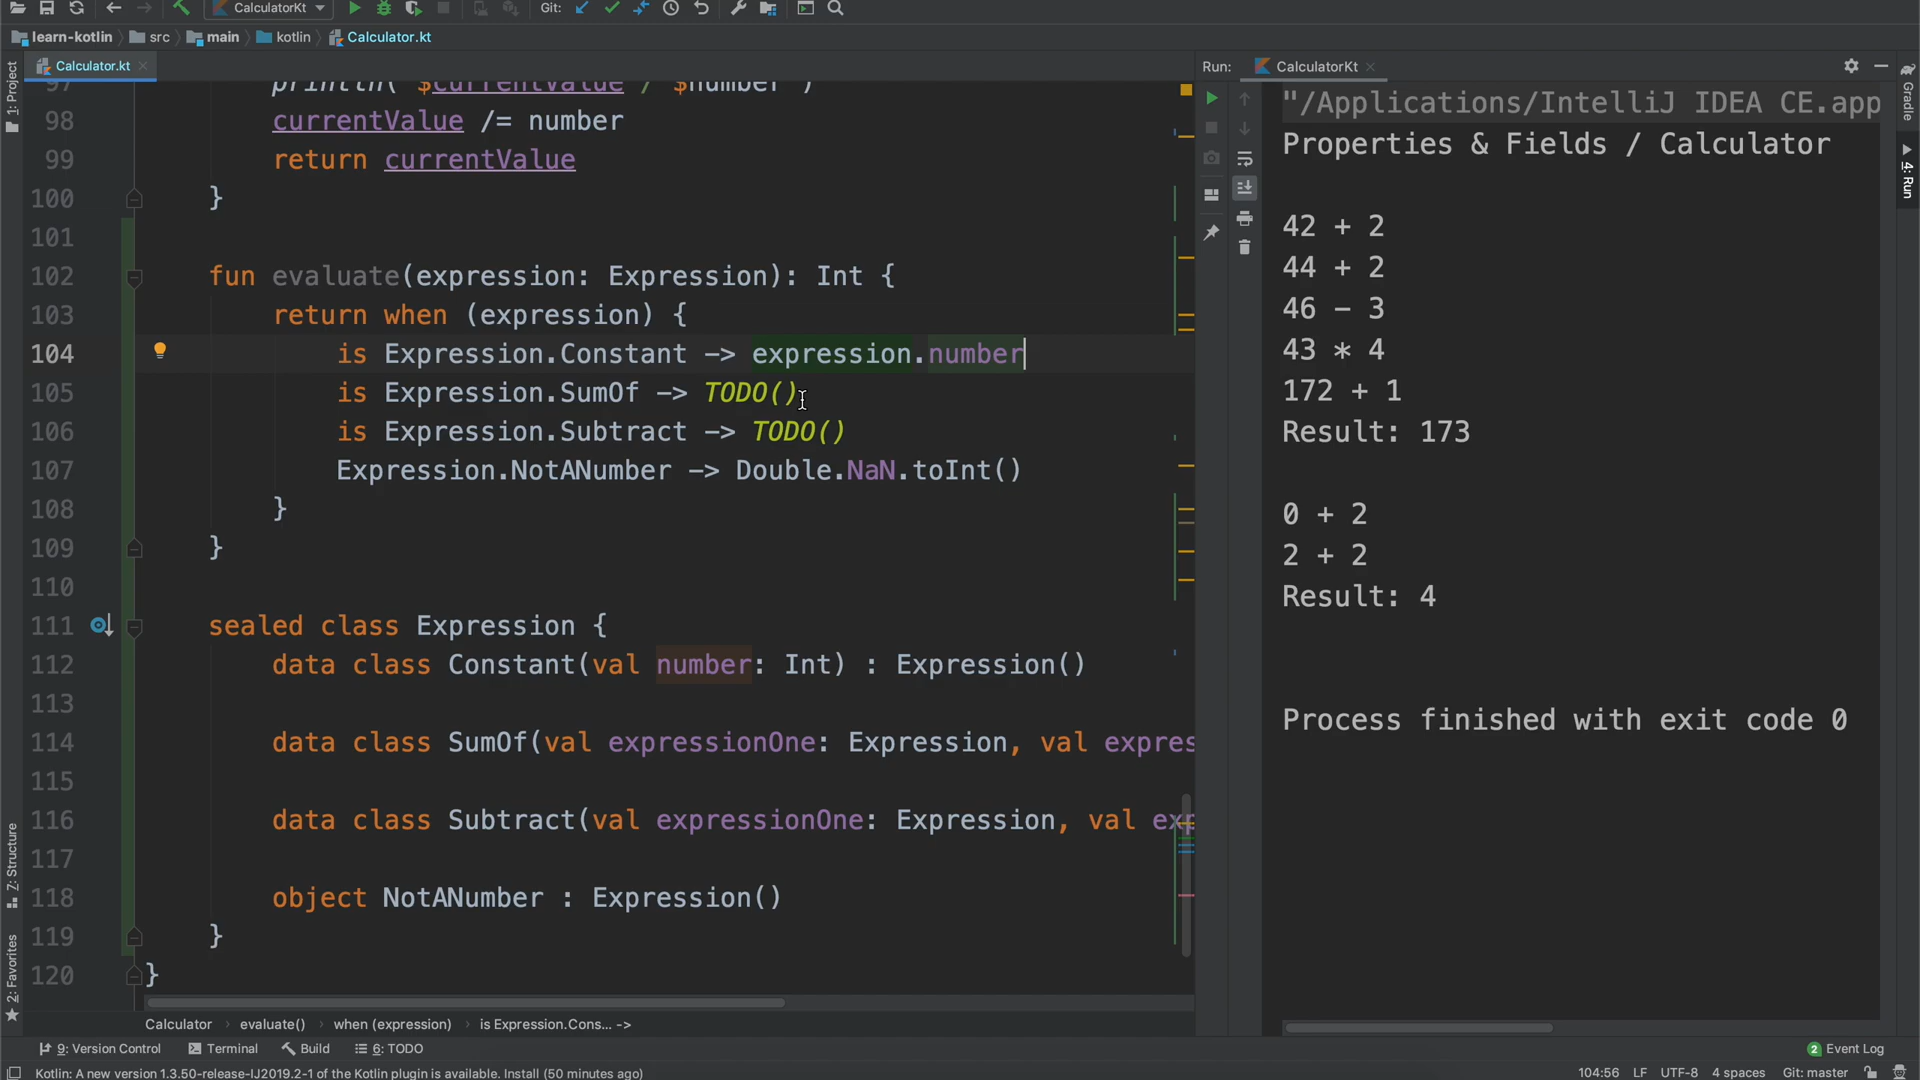 CalculatorKt
Git:
learn-kotlin
src
main
kotlin
Calculator.kt
1: Project
Calculator.kt
Run:
CalculatorKt
Gradle
4: Run
97 println("$currentValue / $number")
98 currentValue /= number
99 return currentValue
100 }
101
102 fun evaluate(expression: Expression): Int {
103 return when (expression) {
104 is Expression.Constant -> expression.number
105 is Expression.SumOf -> TODO()
106 is Expression.Subtract -> TODO()
107 Expression.NotANumber -> Double.NaN.toInt()
108 }
109 }
110
111 sealed class Expression {
112 data class Constant(val number: Int) : Expression()
113
114 data class SumOf(val expressionOne: Expression, val expres
115
116 data class Subtract(val expressionOne: Expression, val exp
117
118 object NotANumber : Expression()
119 }
120 }
"/Applications/IntelliJ IDEA CE.app
Properties & Fields / Calculator
42 + 2
44 + 2
46 - 3
43 * 4
172 + 1
Result: 173
0 + 2
2 + 2
Result: 4
Process finished with exit code 0
7: Structure
2: Favorites
Calculator
evaluate()
when (expression)
is Expression.Cons... ->
9: Version Control
Terminal
Build
6: TODO
2 Event Log
Kotlin: A new version 1.3.50-release-IJ2019.2-1 of the Kotlin plugin is available. Install (50 minutes ago)
104:56
LF
UTF-8
4 spaces
Git: master